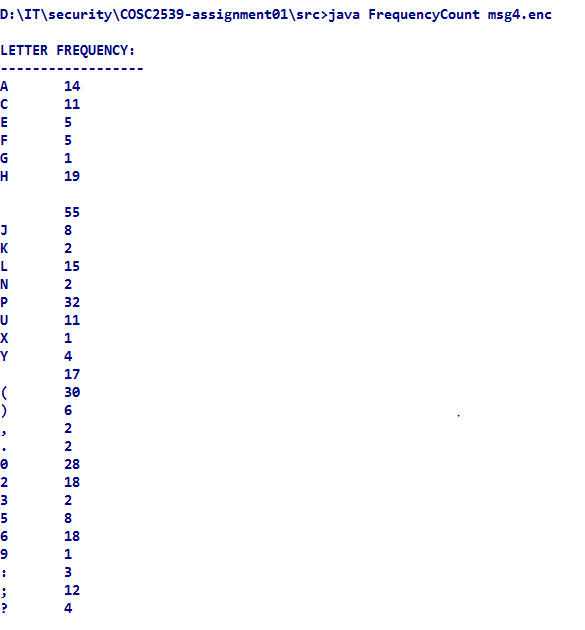 D:\IT\security\COSC2539-assignment01\src>java FrequencyCount msg4.enc
LETTER FREQUENCY:
------------------
A 14
C 11
E 5
F 5
G 1
H 19
55
J 8
K 2
L 15
N 2
P 32
U 11
X 1
Y 4
17
( 30
) 6
, 2
. 2
0 28
2 18
3 2
5 8
6 18
9 1
: 3
; 12
? 4